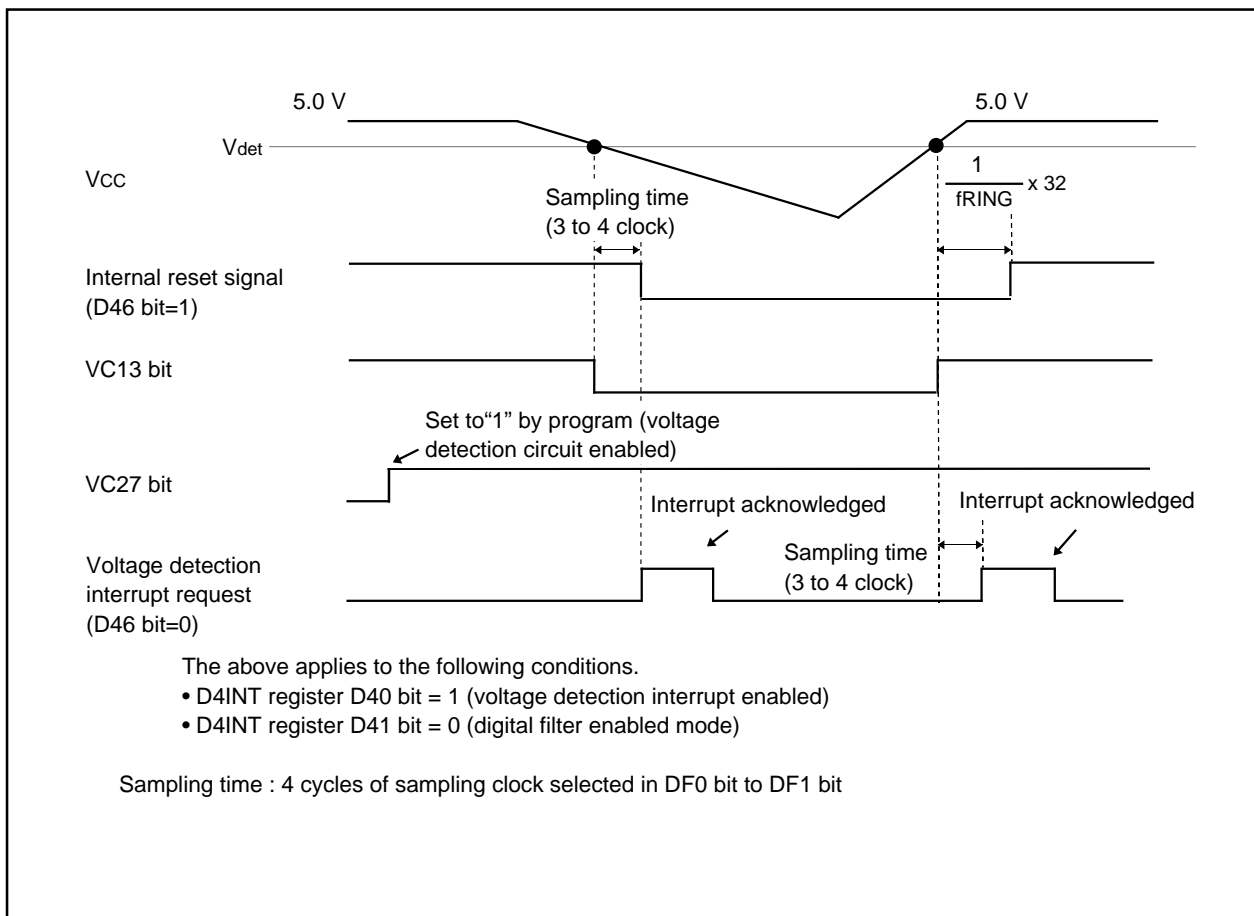 5.0 V
5.0 V
Vdet
VCC
1
fRING
x 32
Sampling time
(3 to 4 clock)
Internal reset signal
(D46 bit=1)
VC13 bit
Set to“1” by program (voltage
detection circuit enabled)
VC27 bit
Interrupt acknowledged
Interrupt acknowledged
Sampling time
(3 to 4 clock)
Voltage detection
interrupt request
(D46 bit=0)
The above applies to the following conditions.
• D4INT register D40 bit = 1 (voltage detection interrupt enabled)
• D4INT register D41 bit = 0 (digital filter enabled mode)
Sampling time : 4 cycles of sampling clock selected in DF0 bit to DF1 bit